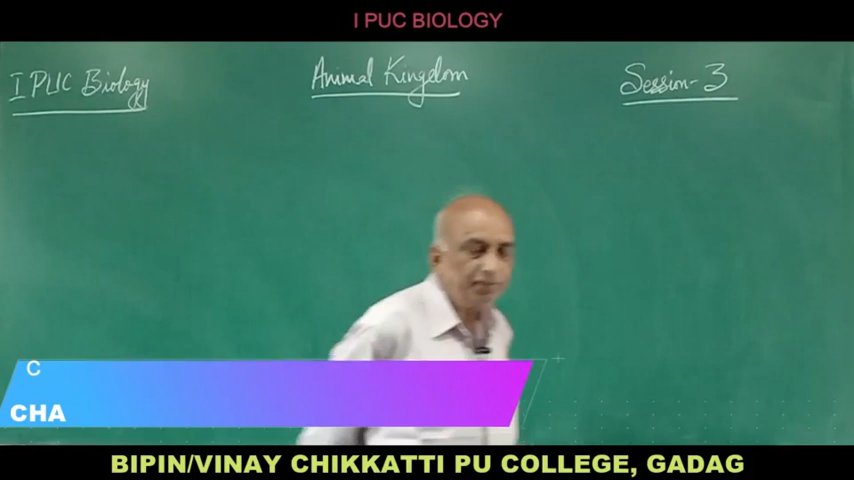 I PUC BIOLOGY
I PUC Biology Animal Kingdom Session-3
C
CHA
BIPIN/VINAY CHIKKATTI PU COLLEGE, GADAG